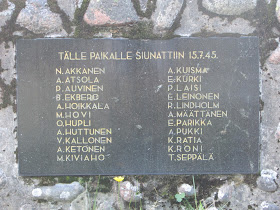 TÄLLE PAIKALLE SIUNATTIIN 15.7.45.
N. AKKANEN
A. ATSOLA
P. AUVINEN
B. EKBERG
A. HOIKKALA
M. HOVI
O. HUPLI
A. HUTTUNEN
V. KALLONEN
A. KETONEN
M. KIVIAHO
A. KUISMA
E. KURKI
P. LAISI
E. LEINONEN
R. LINDHOLM
A. MÄÄTTÄNEN
E. PARIKKA
A. PUKKI
K. RATIA
K. RONI
T. SEPPÄLÄ